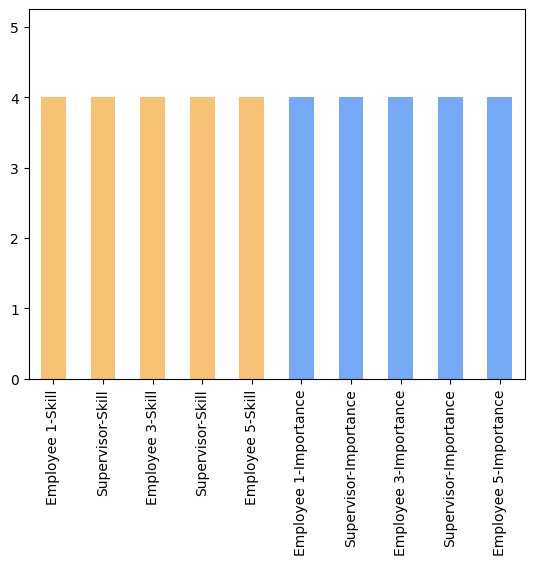 5
4
3
2
1
0
Employee 1-Skill
Supervisor-Skill
Employee 3-Skill
Supervisor-Skill
Employee 5-Skill
Employee 1-Importance
Supervisor-Importance
Employee 3-Importance
Supervisor-Importance
Employee 5-Importance